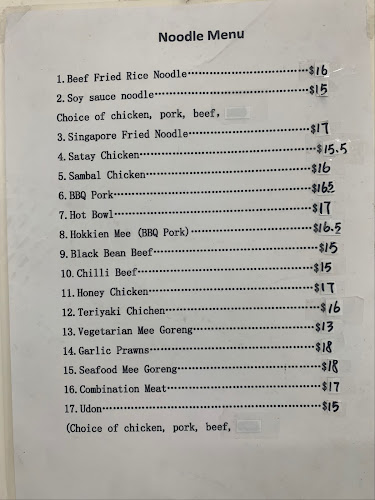 Noodle Menu
1. Beef Fried Rice Noodle $16
2. Soy sauce noodle $15
Choice of chicken, pork, beef,
3. Singapore Fried Noodle $17
4. Satay Chicken $15.5
5. Sambal Chicken $16
6. BBQ Pork $16.5
7. Hot Bowl $17
8. Hokkien Mee (BBQ Pork) $16.5
9. Black Bean Beef $15
10. Chilli Beef $15
11. Honey Chicken $17
12. Teriyaki Chichen $16
13. Vegetarian Mee Goreng $13
14. Garlic Prawns $18
15. Seafood Mee Goreng $18
16. Combination Meat $17
17. Udon $15
(Choice of chicken, pork, beef,